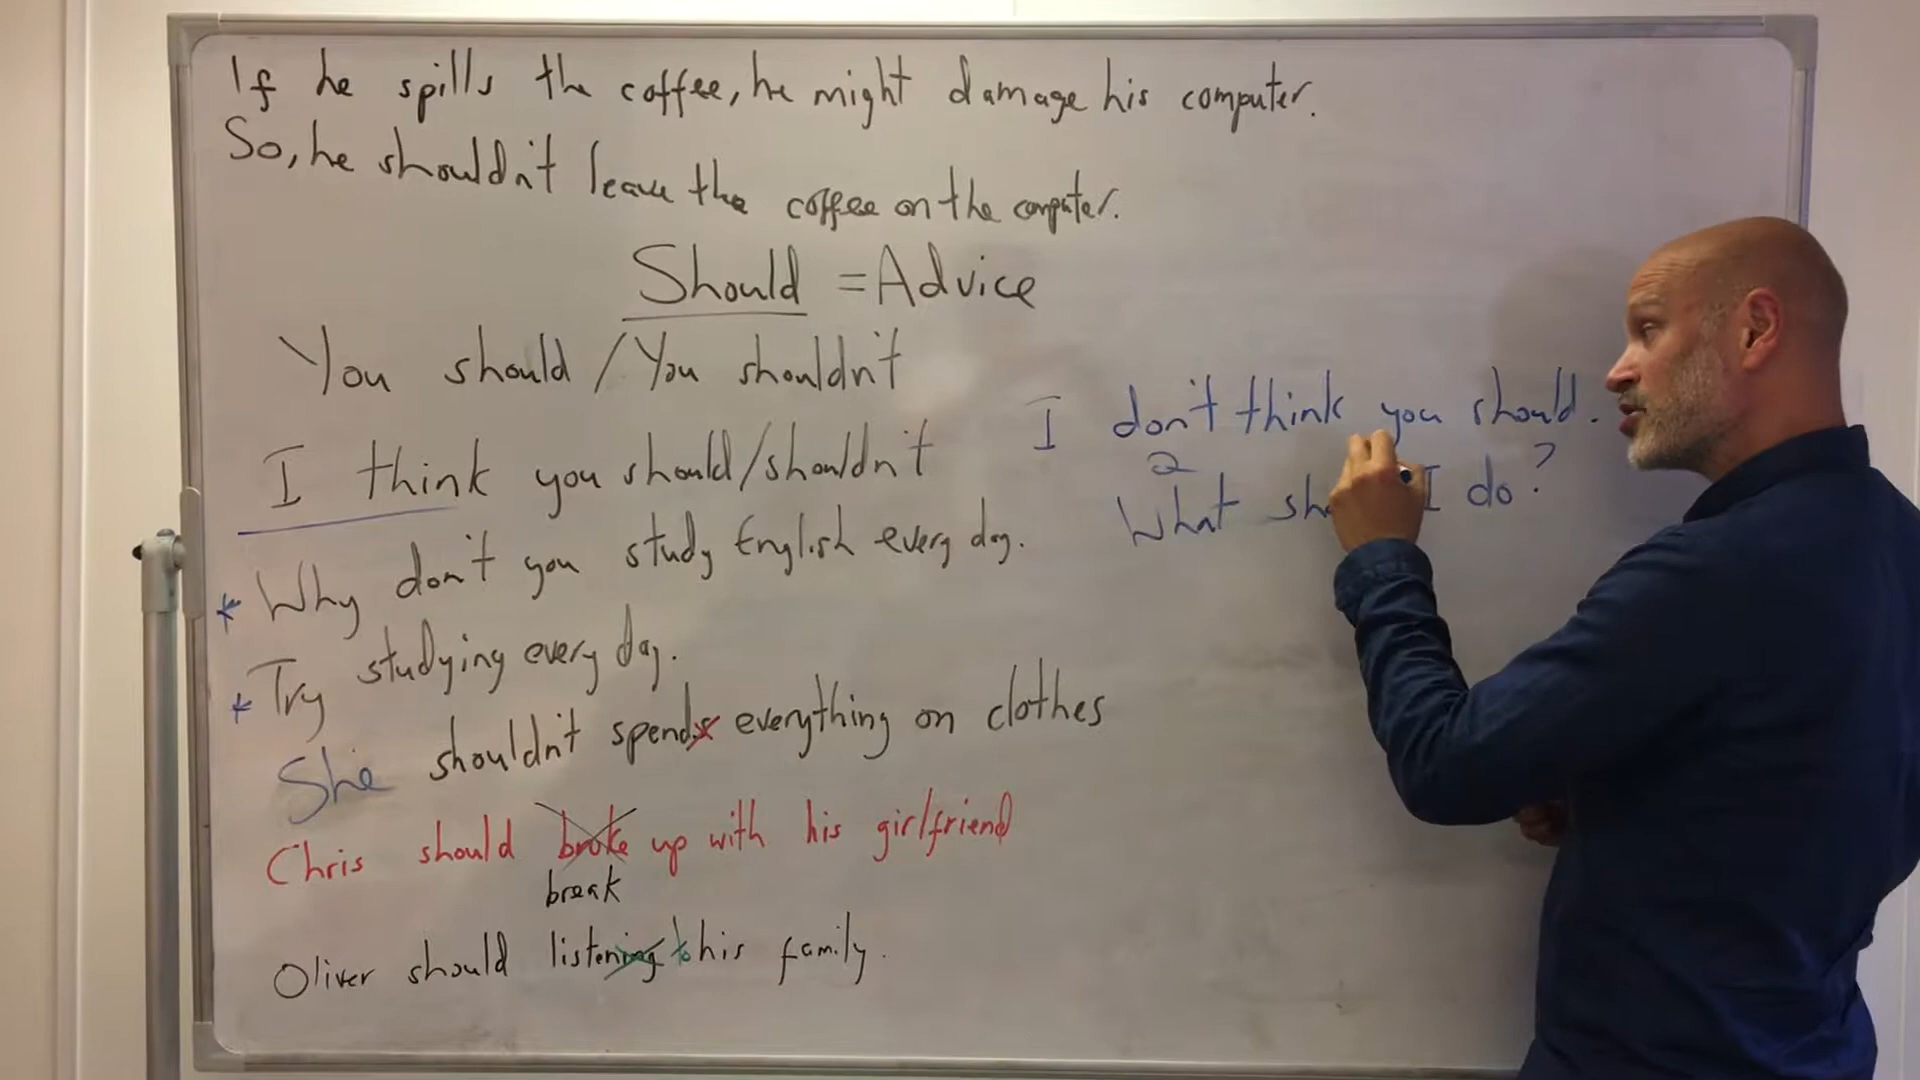 If he spills the coffee, he might damage his computer.
So, he shouldn't leave the coffee on the computer.
Should = Advice
You should / You shouldn't
I think you should/shouldn't
I don't think you should.
2
What sh I do?
* Why don't you study English every day.
* Try studying every day.
She shouldn't spends everything on clothes
Chris should broke up with his girlfriend
break
Oliver should listening to his family.